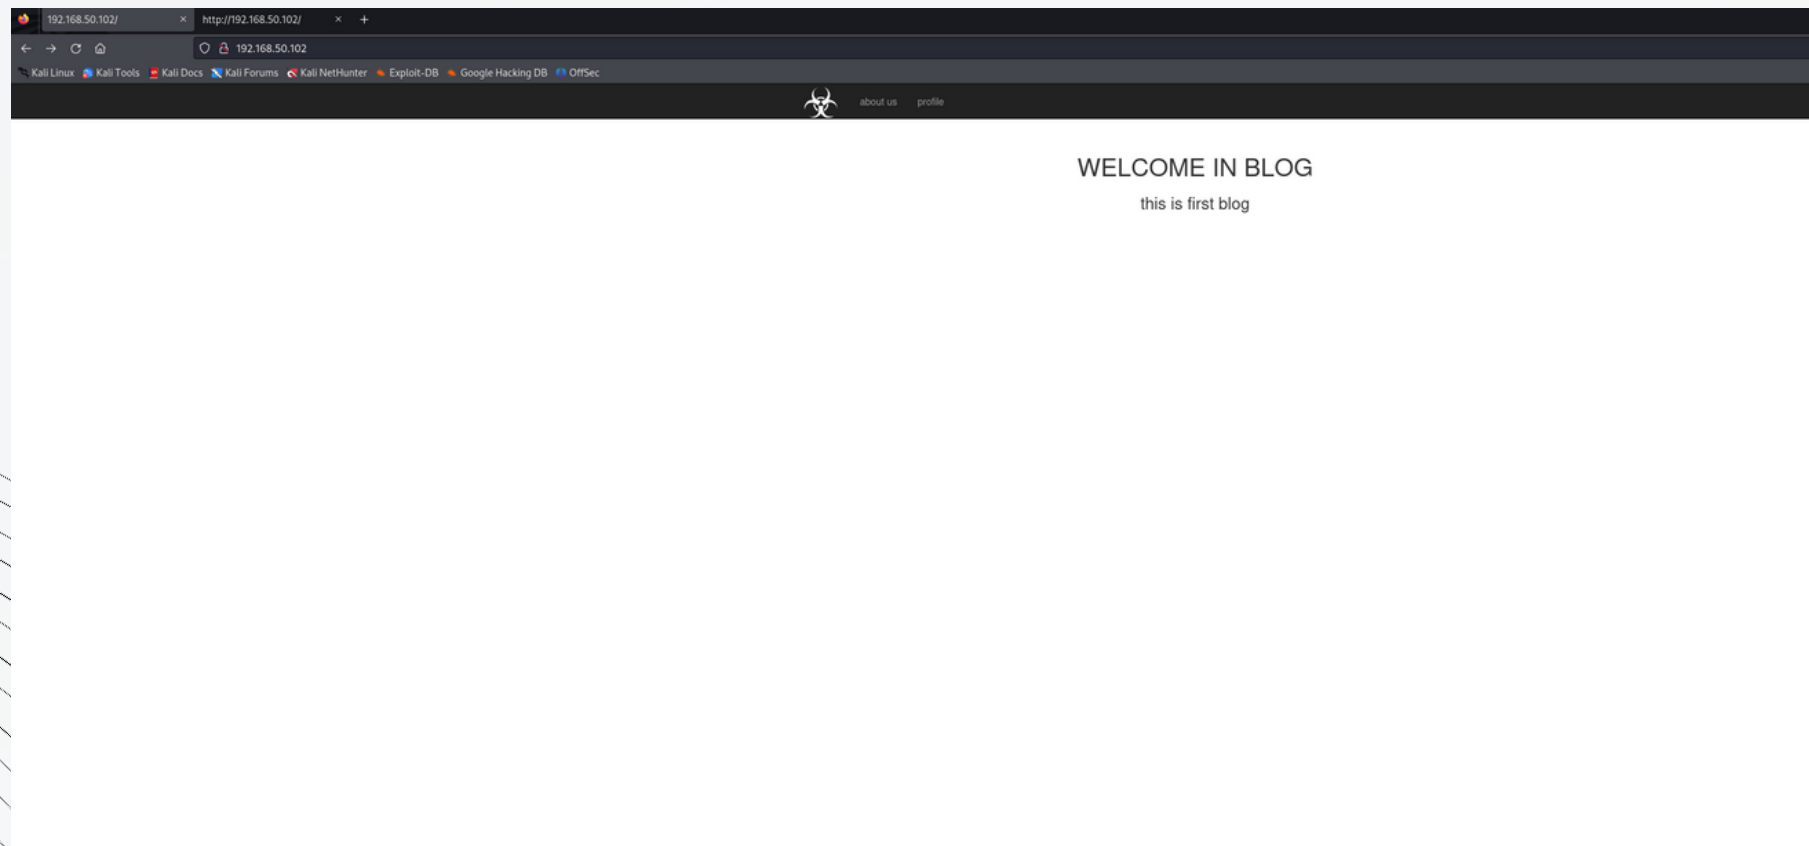 192.168.50.102/ × http://192.168.50.102/ × +
192.168.50.102
Kali Linux Kali Tools Kali Docs Kali Forums Kali NetHunter Exploit-DB Google Hacking DB OffSec
about us profile
WELCOME IN BLOG
this is first blog